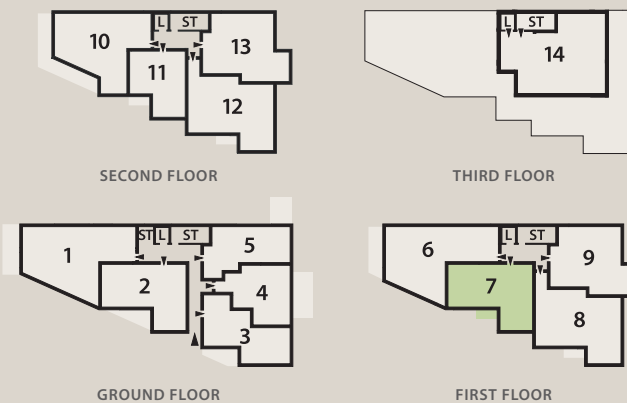 L ST
10
13
11
12
SECOND FLOOR
L ST
14
THIRD FLOOR
ST L ST
1
5
2
4
3
GROUND FLOOR
L ST
6
9
7
8
FIRST FLOOR